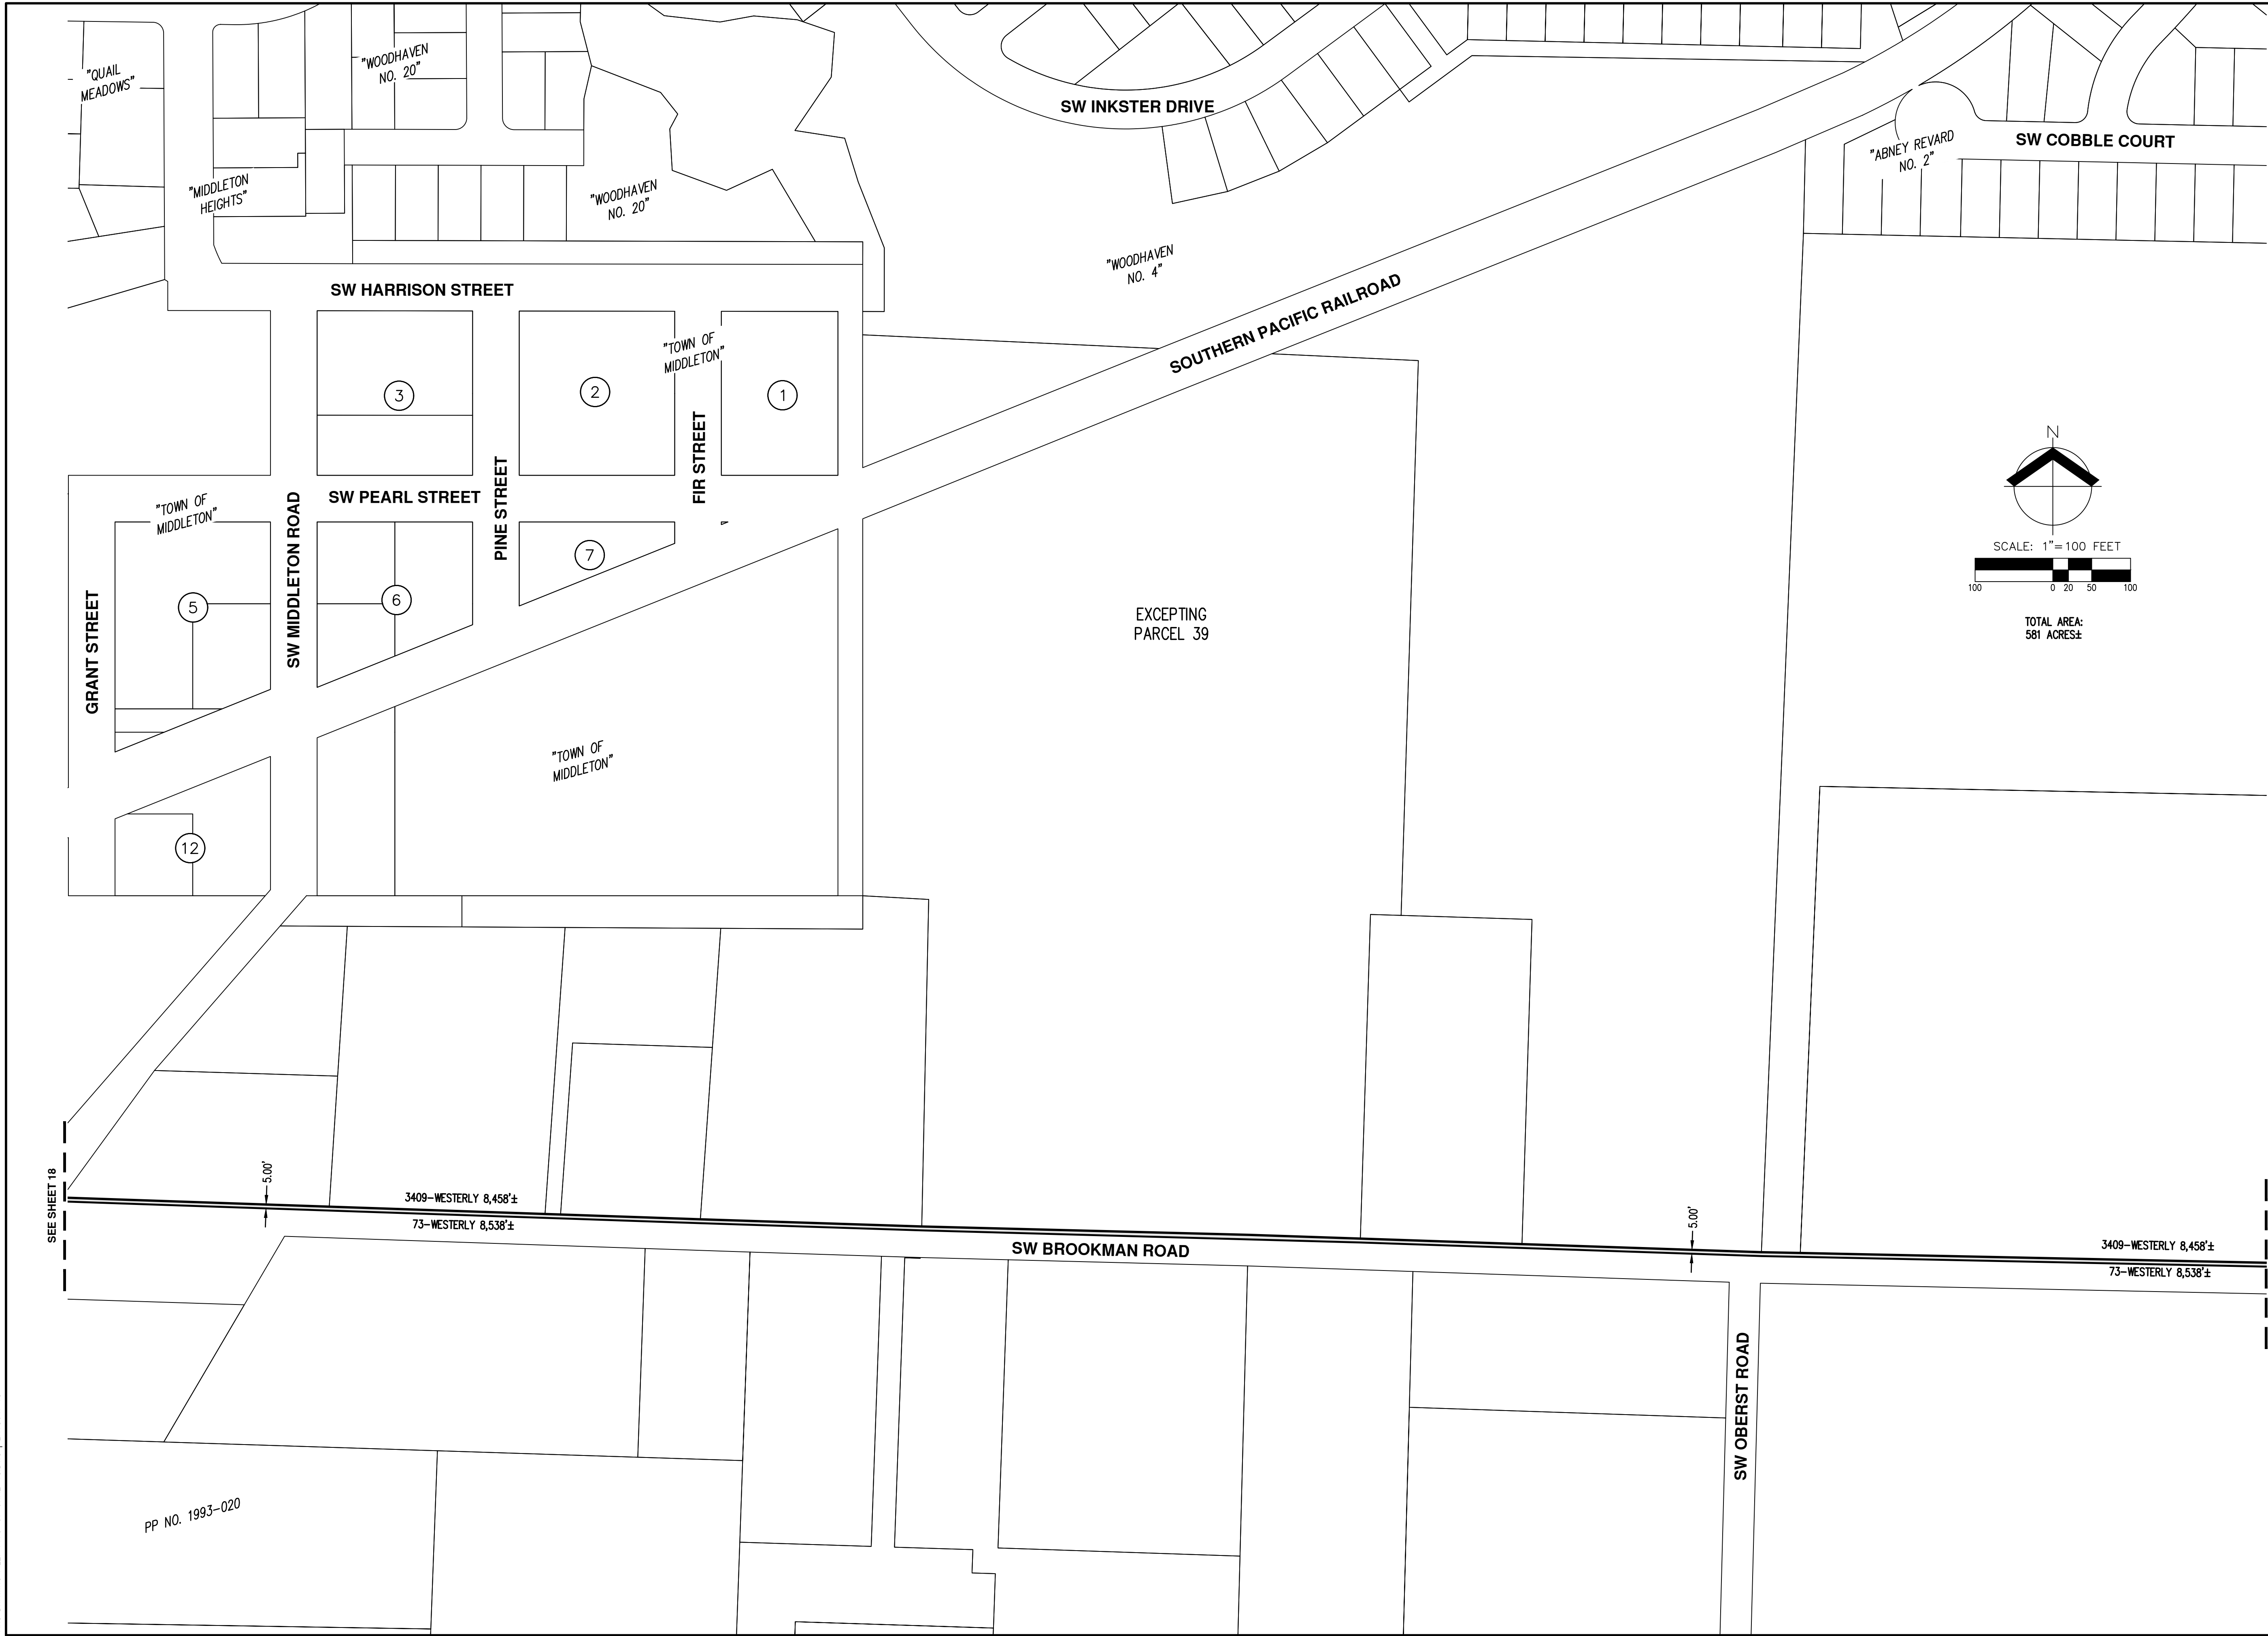 "QUAIL
MEADOWS"
"WOODHAVEN
NO. 20"
SW INKSTER DRIVE
"ABNEY REVARD
NO. 2"
SW COBBLE COURT
"MIDDLETON
HEIGHTS"
"WOODHAVEN
NO. 20"
"WOODHAVEN
NO. 4"
SW HARRISON STREET
SOUTHERN PACIFIC RAILROAD
"TOWN OF
MIDDLETON"
3
2
1
FIR STREET
PINE STREET
SW PEARL STREET
"TOWN OF
MIDDLETON"
SW MIDDLETON ROAD
GRANT STREET
7
5
6
N
SCALE: 1"=100 FEET
100 0 20 50 100
TOTAL AREA:
581 ACRES±
EXCEPTING
PARCEL 39
"TOWN OF
MIDDLETON"
12
SEE SHEET 18
5.00'
3409-WESTERLY 8,458'±
73-WESTERLY 8,538'±
SW BROOKMAN ROAD
5.00'
3409-WESTERLY 8,458'±
73-WESTERLY 8,538'±
SW OBERST ROAD
PP NO. 1993-020